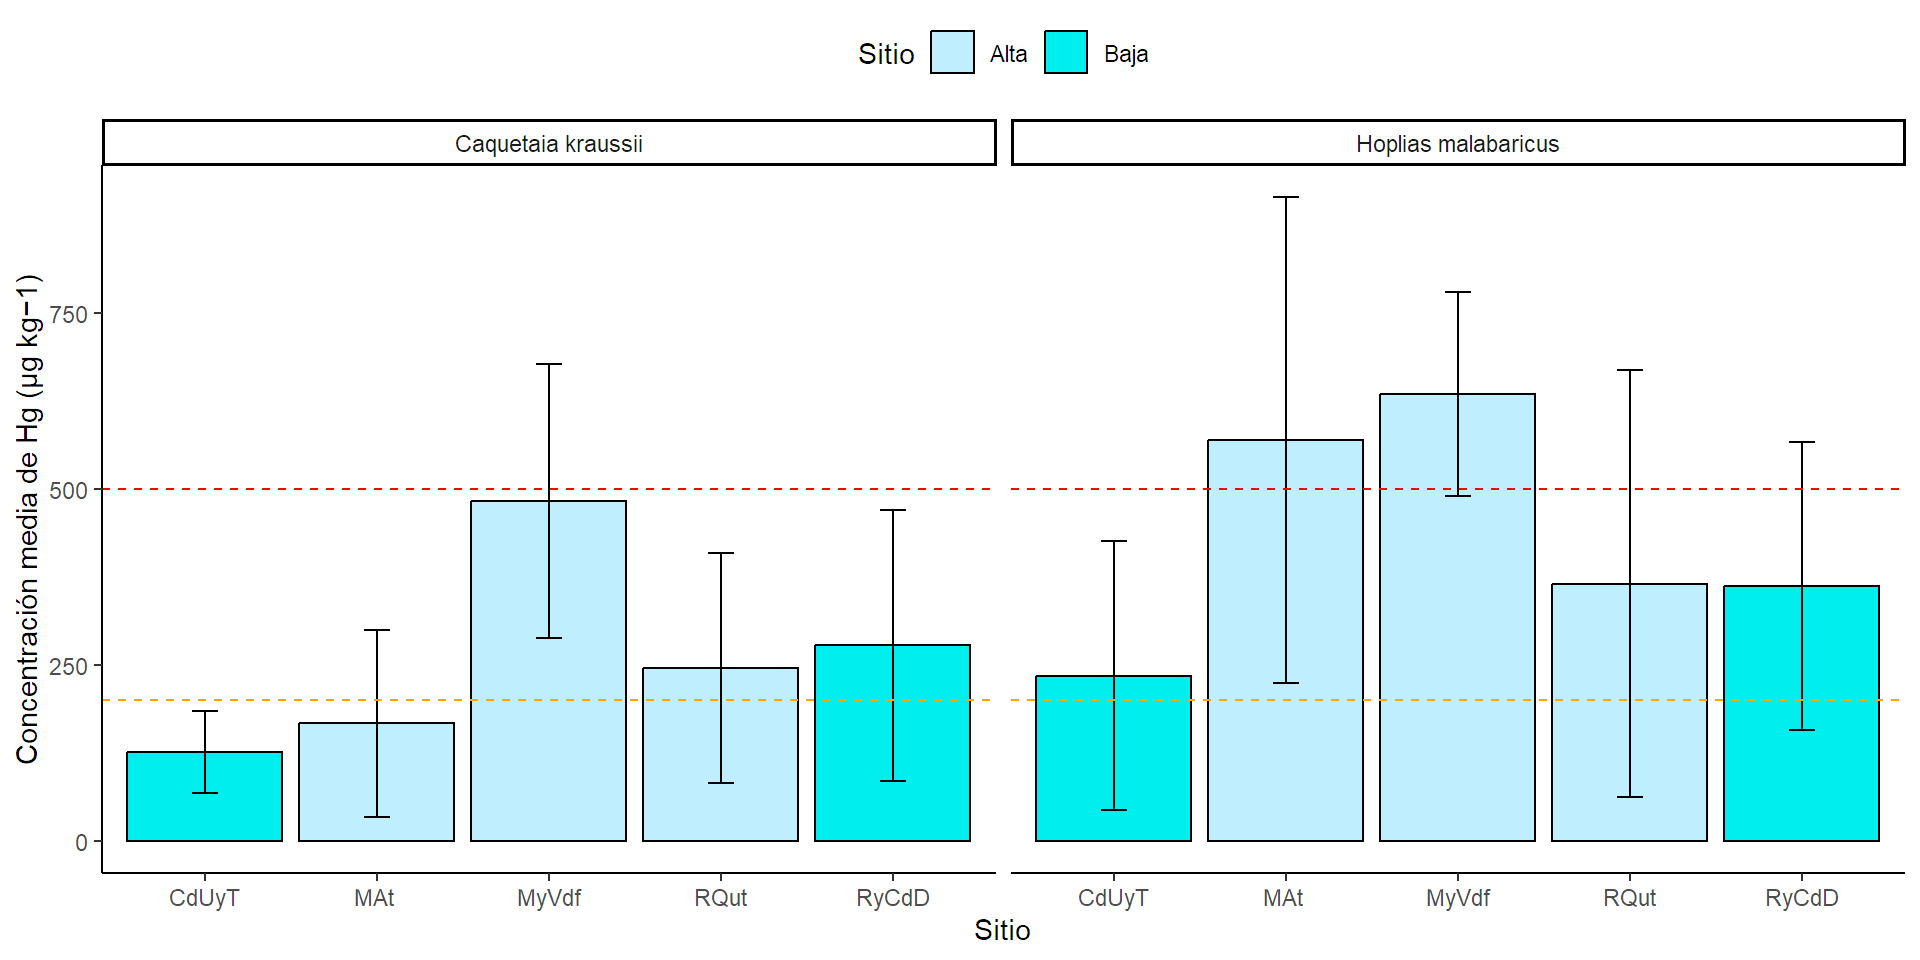 Sitio Alta Baja
Caquetaia kraussii
Hoplias malabaricus
Concentración media de Hg (µg kg−1)
750
500
250
0
CdUyT MAt MyVdf RQut RyCdD
CdUyT MAt MyVdf RQut RyCdD
Sitio